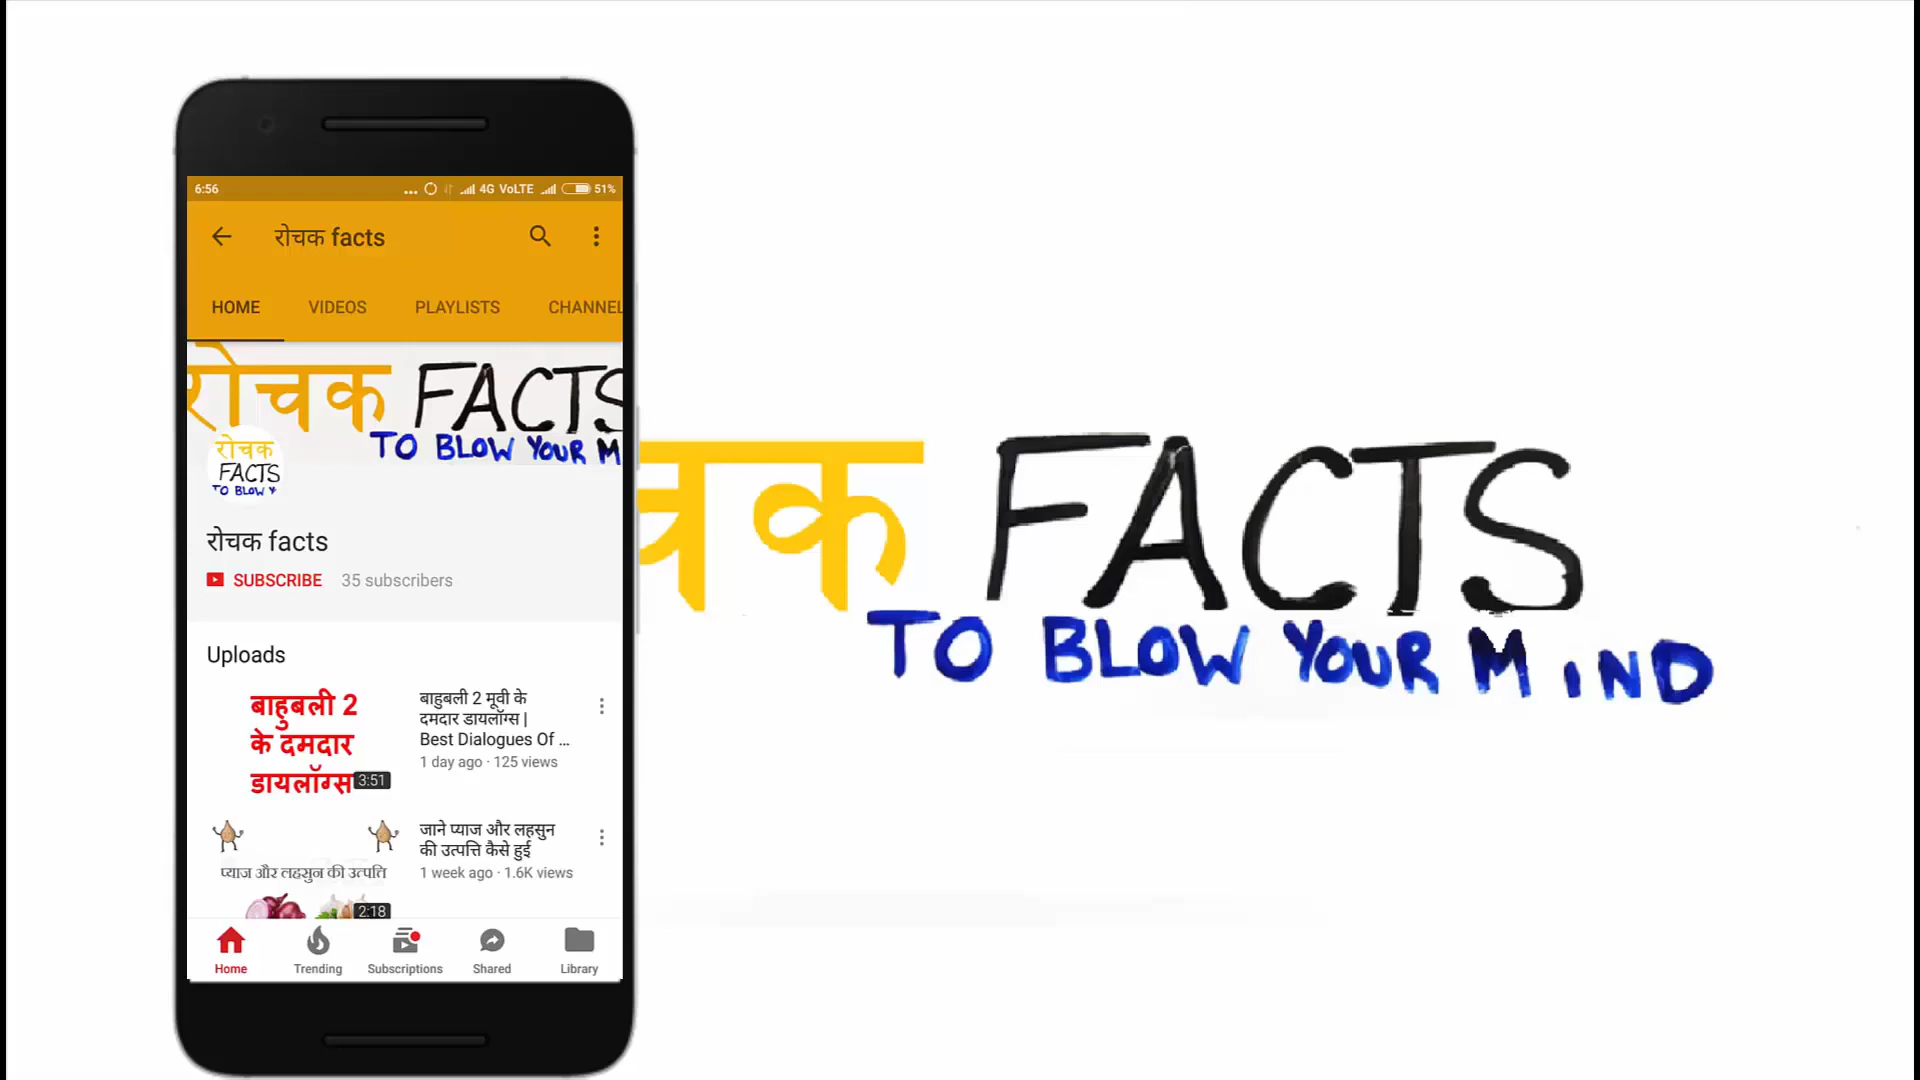 6:56 ... 4G VoLTE 51%
रोचक facts
HOME VIDEOS PLAYLISTS CHANNEL
रोचक FACTS
TO BLOW YOUR M
रोचक
FACTS
TO BLOW
रोचक facts
SUBSCRIBE 35 subscribers
Uploads
बाहुबली 2
के दमदार
डायलॉग्स
3:51
बाहुबली 2 मूवी के
दमदार डायलॉग्स |
Best Dialogues Of ...
1 day ago · 125 views
प्याज और लहसुन की उत्पत्ति
2:18
जाने प्याज और लहसुन
की उत्पत्ति कैसे हुई
1 week ago · 1.6K views
Home Trending Subscriptions Shared Library
चक FACTS
TO BLOW YOUR MIND